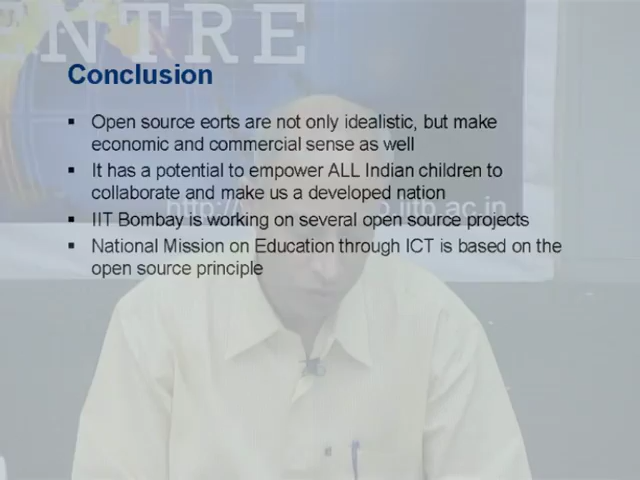 ENTRE
Conclusion
Open source eorts are not only idealistic, but make
economic and commercial sense as well
It has a potential to empower ALL Indian children to
collaborate and make us a developed nation
IIT Bombay is working on several open source projects
National Mission on Education through ICT is based on the
open source principle